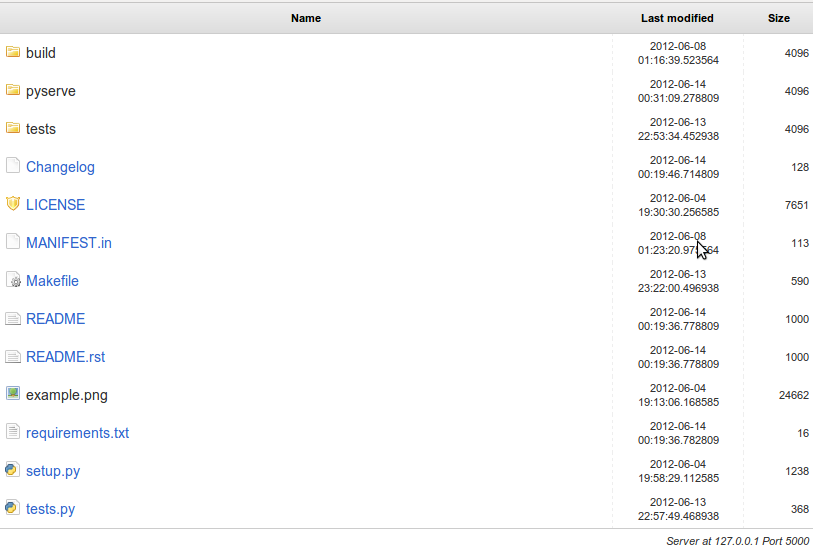 Name Last modified Size
build 2012-06-08 4096
01:16:39.523564
pyserve 2012-06-14 4096
00:31:09.278809
tests 2012-06-13 4096
22:53:34.452938
Changelog 2012-06-14 128
00:19:46.714809
LICENSE 2012-06-04 7651
19:30:30.256585
MANIFEST.in 2012-06-08 113
Makefile 2012-06-13 590
23:22:00.496938
README 2012-06-14 1000
00:19:36.778809
README.rst 2012-06-14 1000
00:19:36.778809
example.png 2012-06-04 24662
19:13:06.168585
requirements.txt 2012-06-14 16
00:19:36.782809
setup.py 2012-06-04 1238
19:58:29.112585
tests.py 2012-06-13 368
22:57:49.468938
Server at 127.0.0.1 Port 5000